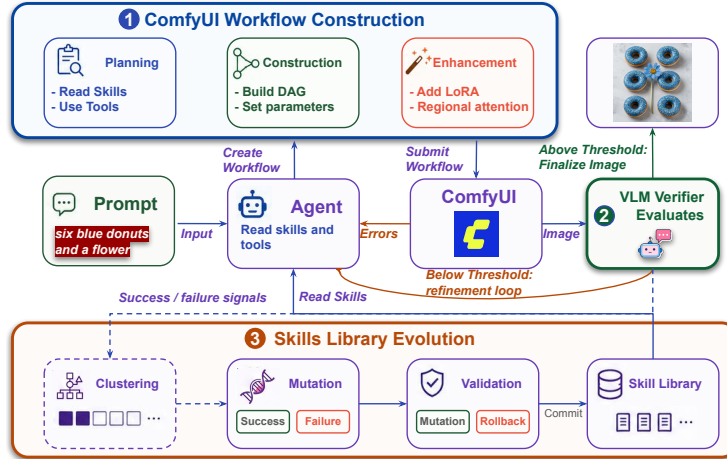 1 ComfyUI Workflow Construction
Planning
- Read Skills
- Use Tools
Construction
- Build DAG
- Set parameters
Enhancement
- Add LoRA
- Regional attention
Create
Workflow
Submit
Workflow
Above Threshold:
Finalize Image
Prompt
six blue donuts
and a flower
Input
Agent
Read skills and
tools
Errors
ComfyUI
Image
2 VLM Verifier
Evaluates
Below Threshold:
refinement loop
Success / failure signals
Read Skills
3 Skills Library Evolution
Clustering
...
Mutation
Success
Failure
Validation
Mutation
Rollback
Commit
Skill Library
...